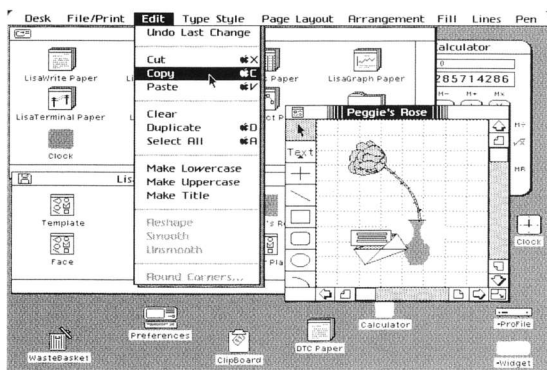 Desk File/Print Edit Type Style Page Layout Arrangement Fill Lines Pen
Undo Last Change
Cut X
Copy C
Paste V
Clear
Duplicate D
Select All A
Make Lowercase
Make Uppercase
Make Title
Reshape
Smooth
Unsmooth
Round Corners...
LisaWrite Paper
Paper
LisaGraph Paper
LisaTerminal Paper
Clock
Lis
Template
Face
Calculator
0
285714286
M- M+ M×
M÷
√x
MR
Peggie's Rose
Text
Clock
WasteBasket
Preferences
ClipBoard
DTC Paper
Calculator
ProFile
Widget